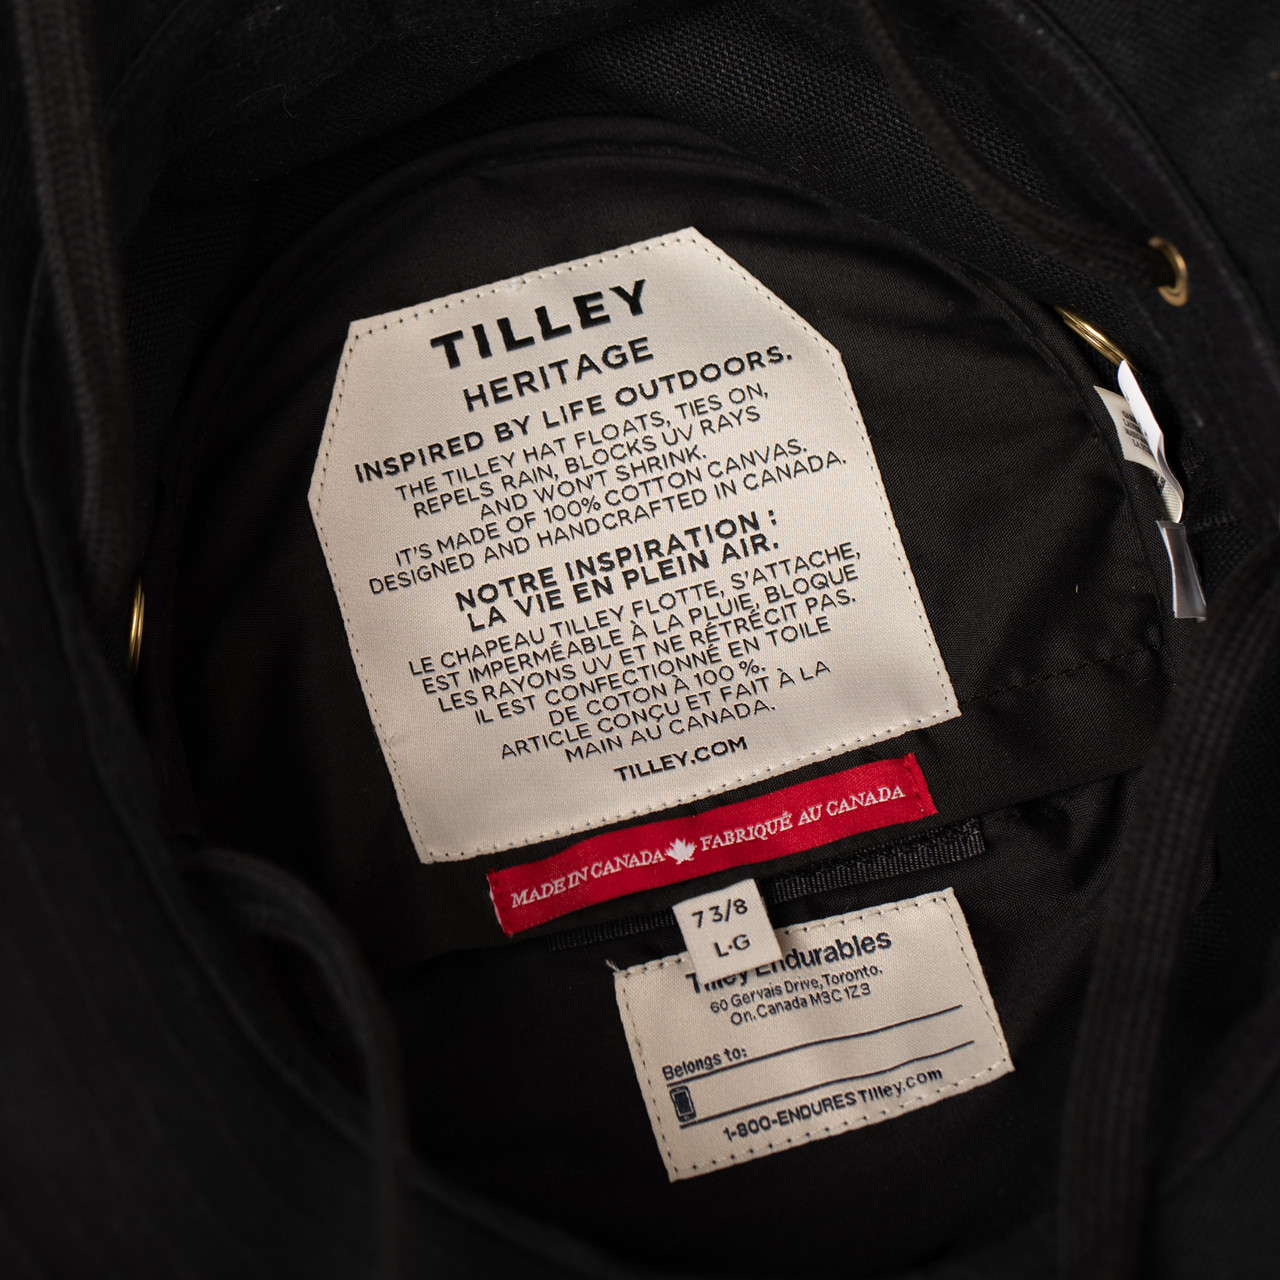 TILLEY
HERITAGE
INSPIRED BY LIFE OUTDOORS.
THE TILLEY HAT FLOATS, TIES ON,
REPELS RAIN, BLOCKS UV RAYS
AND WON'T SHRINK.
IT'S MADE OF 100% COTTON CANVAS.
DESIGNED AND HANDCRAFTED IN CANADA.
NOTRE INSPIRATION :
LA VIE EN PLEIN AIR.
LE CHAPEAU TILLEY FLOTTE, S'ATTACHE,
EST IMPERMÉABLE À LA PLUIE, BLOQUE
LES RAYONS UV ET NE RÉTRÉCIT PAS.
IL EST CONFECTIONNÉ EN TOILE
DE COTON À 100 %.
ARTICLE CONÇU ET FAIT À LA
MAIN AU CANADA.
TILLEY.COM
MADE IN CANADA FABRIQUÉ AU CANADA
7 3/8
L·G
Tilley Endurables
60 Gervais Drive, Toronto.
On. Canada M3C 1Z3
Belongs to:
1-800-ENDURES Tilley.com